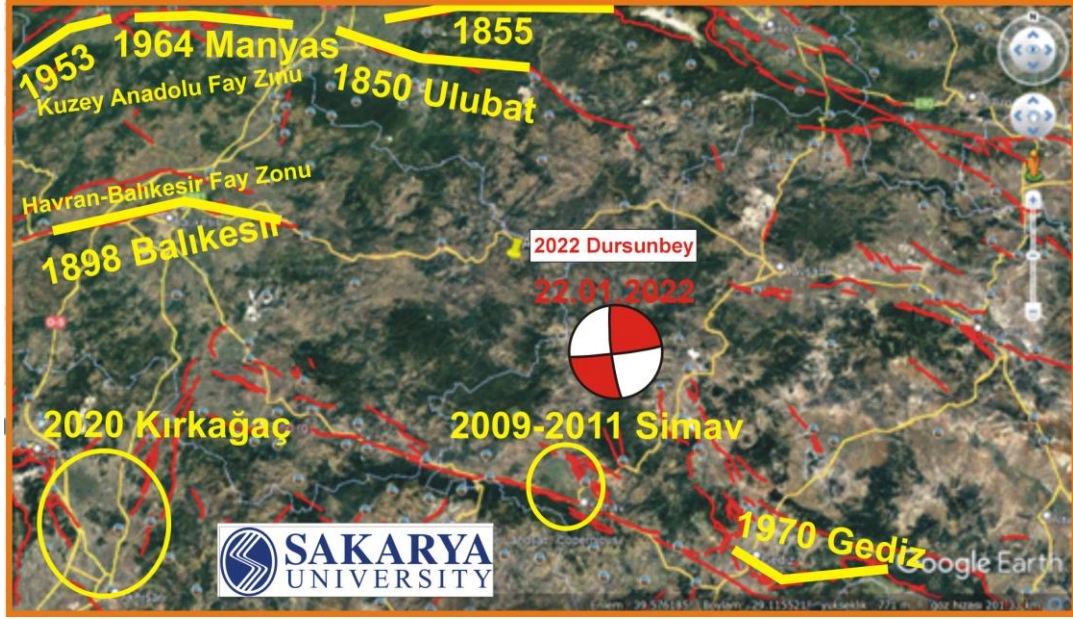 1953
1964 Manyas
1855
1850 Ulubat
Kuzey Anadolu Fay Zınu
Havran-Balıkesir Fay Zonu
1898 Balıkesir
2022 Dursunbey
22.01.2022
2020 Kırkağaç
2009-2011 Simav
1970 Gediz
SAKARYA
UNIVERSITY
Google Earth
N